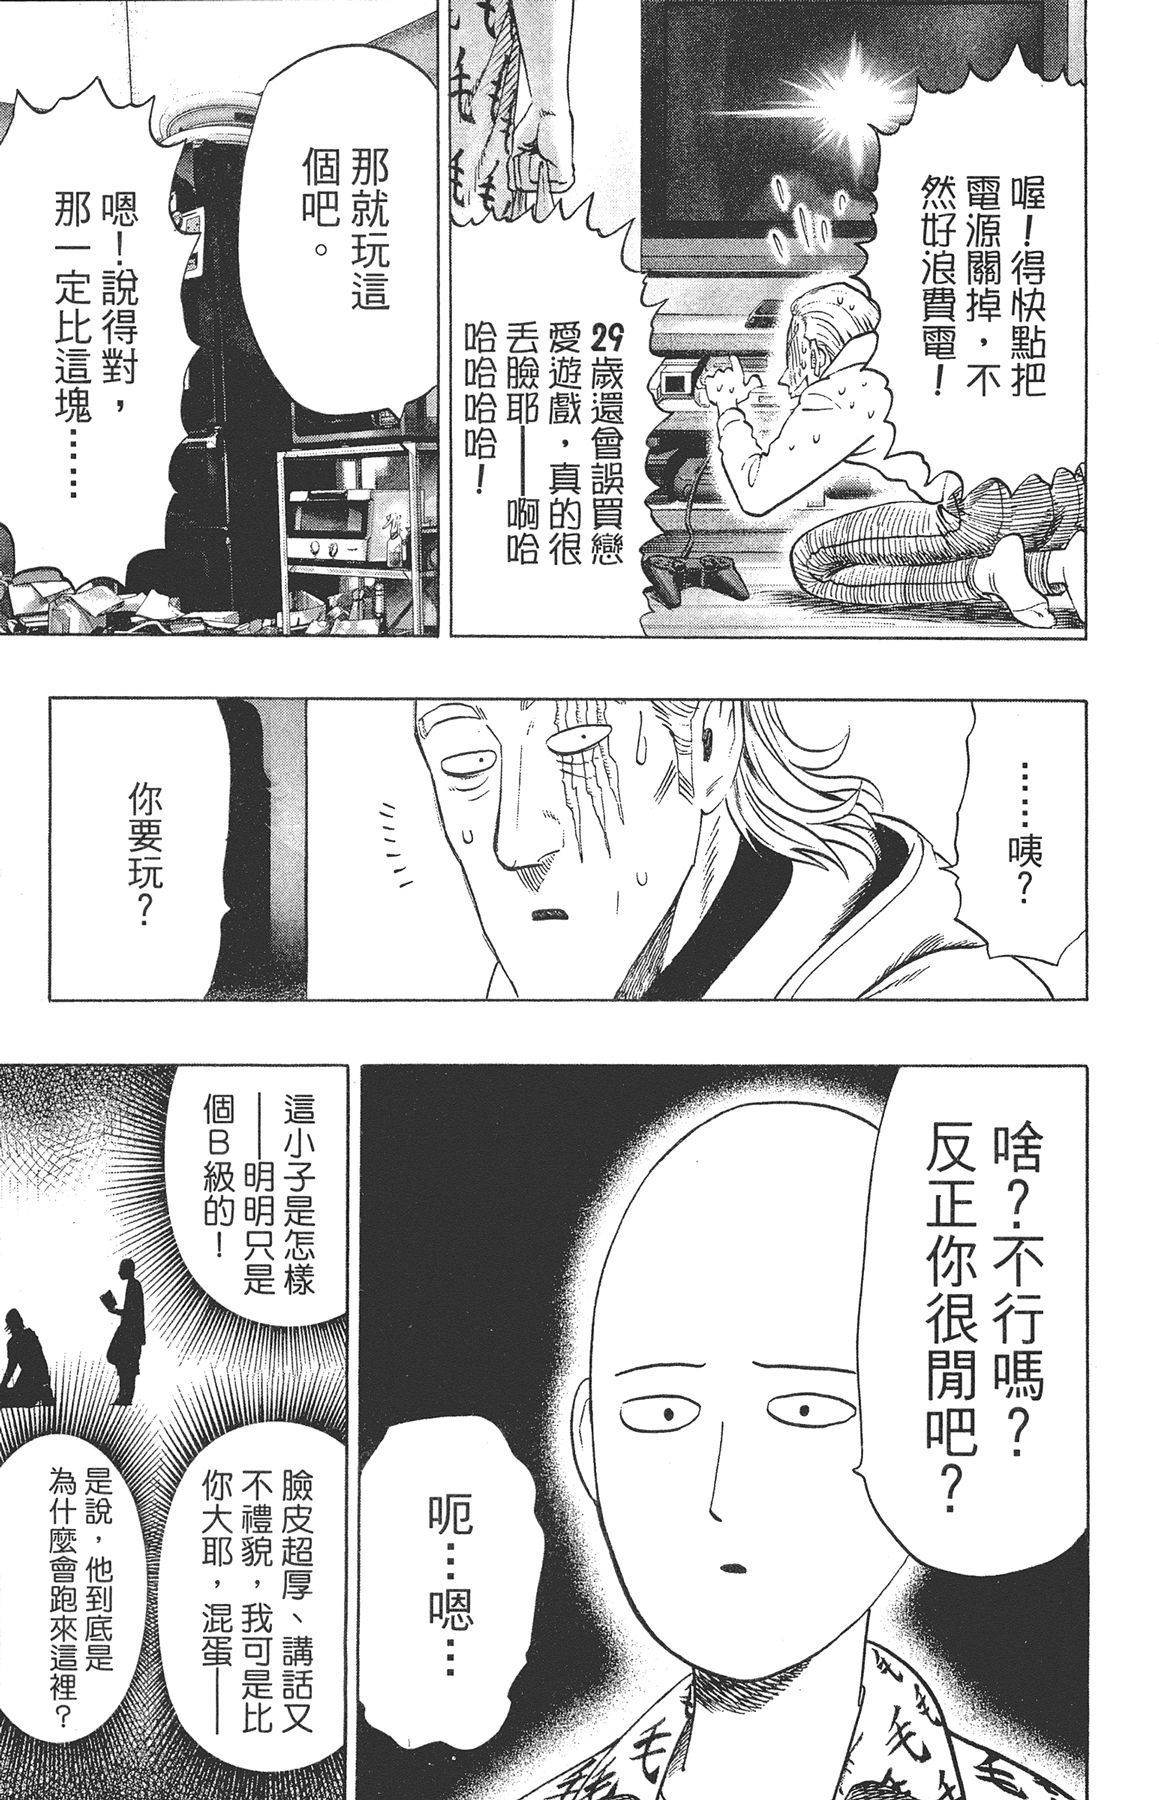 喔！得快點把
電源關掉，不
然好浪費電！
29歲還會誤買戀
愛遊戲，真的很
丟臉耶——啊哈
哈哈哈哈！
那就玩這
個吧。
嗯！說得對，
那一定比這塊……
……咦？
你要玩？
啥？不行嗎？
反正你很閒吧？
呃……嗯……
這小子是怎樣
——明明只是
個B級的！
臉皮超厚、講話又
不禮貌，我可是比
你大耶，混蛋——
是說，他到底是
為什麼會跑來這裡？
毛
毛
毛
毛
毛
毛